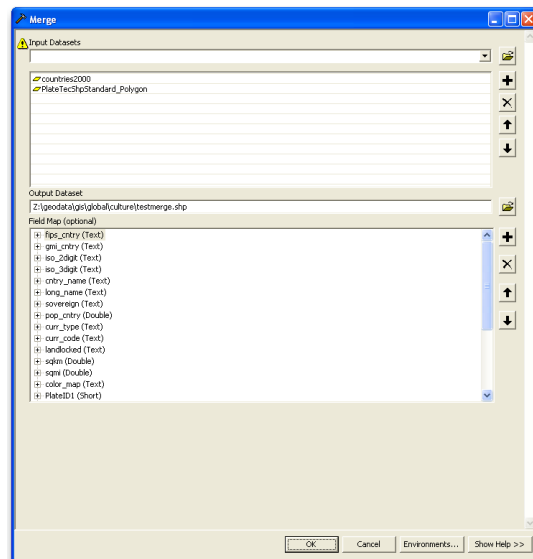 Merge
Input Datasets
countries2000
PlateTecShpStandard_Polygon
Output Dataset
Z:\geodata\gis\global\culture\testmerge.shp
Field Map (optional)
fips_cntry (Text)
gmi_cntry (Text)
iso_2digit (Text)
iso_3digit (Text)
cntry_name (Text)
long_name (Text)
sovereign (Text)
pop_cntry (Double)
curr_type (Text)
curr_code (Text)
landlocked (Text)
sqkm (Double)
sqmi (Double)
color_map (Text)
PlateID1 (Short)
OK Cancel Environments... Show Help >>